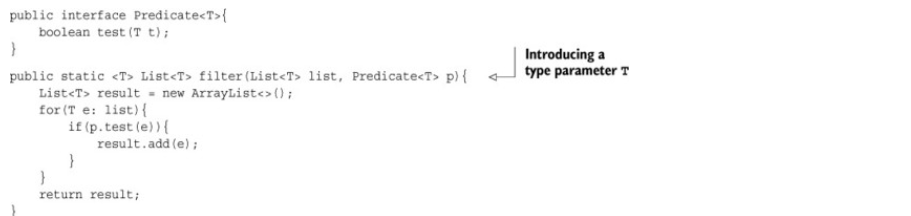 public interface Predicate<T>{
    boolean test(T t);
}
public static <T> List<T> filter(List<T> list, Predicate<T> p){
Introducing a
type parameter T
    List<T> result = new ArrayList<>();
    for(T e: list){
        if(p.test(e)){
            result.add(e);
        }
    }
    return result;
}